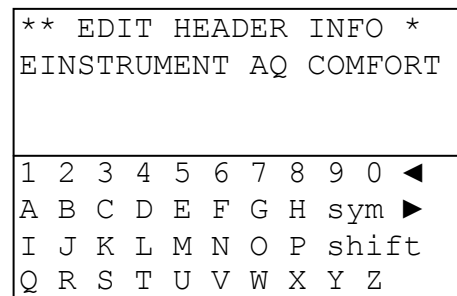 ** EDIT HEADER INFO *
EINSTRUMENT AQ COMFORT
1 2 3 4 5 6 7 8 9 0 ◄
A B C D E F G H sym ►
I J K L M N O P shift
Q R S T U V W X Y Z